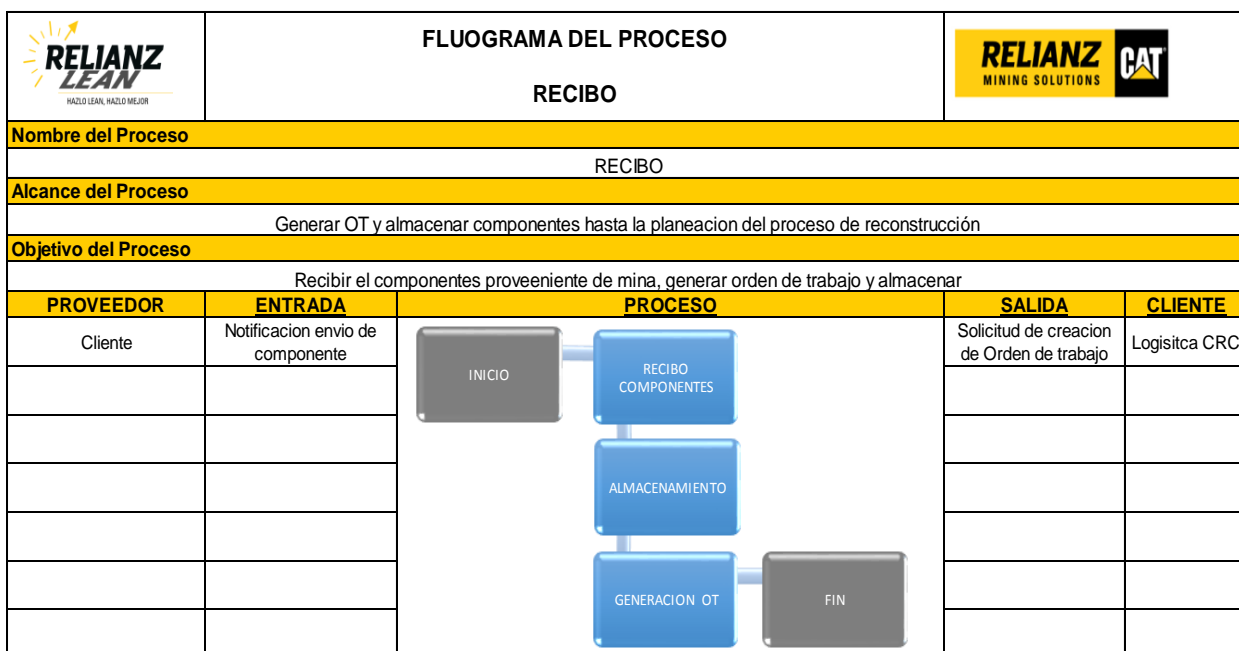 RELIANZ
LEAN
HAZLO LEAN, HAZLO MEJOR
FLUOGRAMA DEL PROCESO
RECIBO
RELIANZ
MINING SOLUTIONS
CAT
Nombre del Proceso
RECIBO
Alcance del Proceso
Generar OT y almacenar componentes hasta la planeacion del proceso de reconstrucción
Objetivo del Proceso
Recibir el componentes proveeniente de mina, generar orden de trabajo y almacenar
PROVEEDOR
ENTRADA
PROCESO
SALIDA
CLIENTE
Cliente
Notificacion envio de
componente
INICIO
RECIBO
COMPONENTES
ALMACENAMIENTO
GENERACION OT
FIN
Solicitud de creacion
de Orden de trabajo
Logisitca CRC